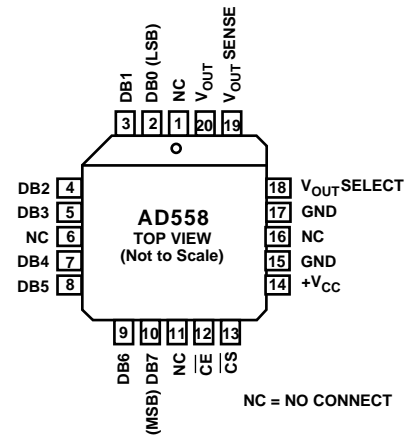 DB1
DB0 (LSB)
NC
VOUT
VOUT SENSE
3
2
1
20
19
DB2 4
DB3 5
NC 6
DB4 7
DB5 8
AD558
TOP VIEW
(Not to Scale)
18 VOUT SELECT
17 GND
16 NC
15 GND
14 +VCC
9
10
11
12
13
DB6
(MSB) DB7
NC
CE
CS
NC = NO CONNECT